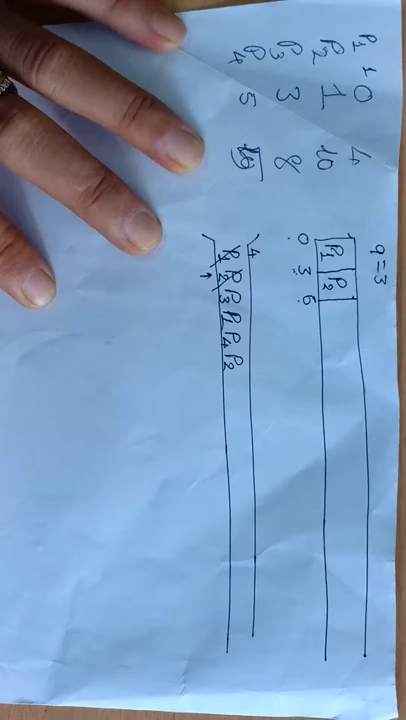 P1 0 4
P2 1 10
P3 3 8
P4 5
q=3
P1 P2
0 3 6
P1 P2 P3 P1 P4 P2